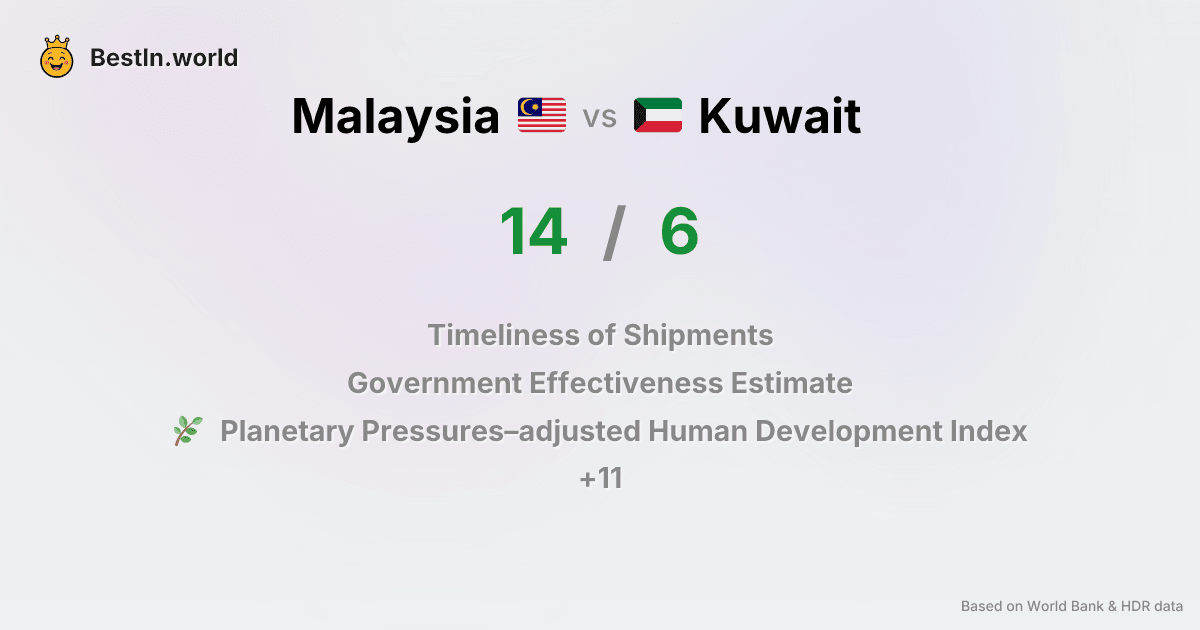 BestIn.world
Malaysia vs Kuwait
14 / 6
Timeliness of Shipments
Government Effectiveness Estimate
Planetary Pressures–adjusted Human Development Index
+11
Based on World Bank & HDR data